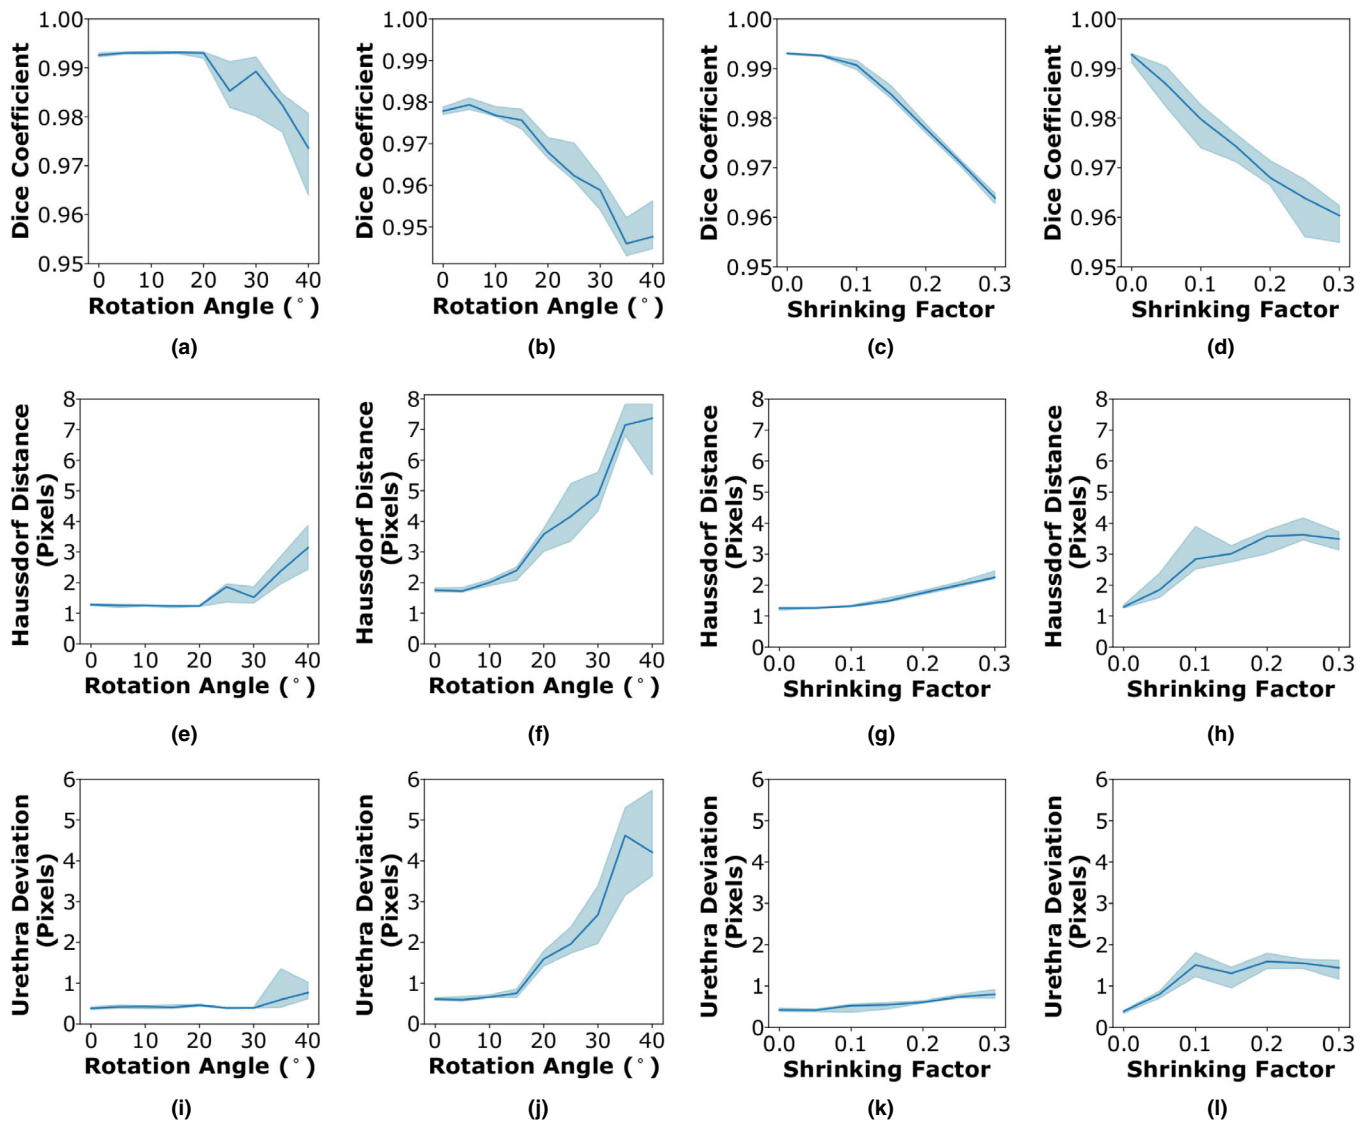 Dice Coefficient
1.00
0.99
0.98
0.97
0.96
0.95
0 10 20 30 40
Rotation Angle (°)
(a)
Dice Coefficient
1.00
0.99
0.98
0.97
0.96
0.95
0 10 20 30 40
Rotation Angle (°)
(b)
Dice Coefficient
1.00
0.99
0.98
0.97
0.96
0.95
0.0 0.1 0.2 0.3
Shrinking Factor
(c)
Dice Coefficient
1.00
0.99
0.98
0.97
0.96
0.95
0.0 0.1 0.2 0.3
Shrinking Factor
(d)
Haussdorf Distance
(Pixels)
8
7
6
5
4
3
2
1
0
0 10 20 30 40
Rotation Angle (°)
(e)
Haussdorf Distance
(Pixels)
8
7
6
5
4
3
2
1
0
0 10 20 30 40
Rotation Angle (°)
(f)
Haussdorf Distance
(Pixels)
8
7
6
5
4
3
2
1
0
0.0 0.1 0.2 0.3
Shrinking Factor
(g)
Haussdorf Distance
(Pixels)
8
7
6
5
4
3
2
1
0
0.0 0.1 0.2 0.3
Shrinking Factor
(h)
Urethra Deviation
(Pixels)
6
5
4
3
2
1
0
0 10 20 30 40
Rotation Angle (°)
(i)
Urethra Deviation
(Pixels)
6
5
4
3
2
1
0
0 10 20 30 40
Rotation Angle (°)
(j)
Urethra Deviation
(Pixels)
6
5
4
3
2
1
0
0.0 0.1 0.2 0.3
Shrinking Factor
(k)
Urethra Deviation
(Pixels)
6
5
4
3
2
1
0
0.0 0.1 0.2 0.3
Shrinking Factor
(l)